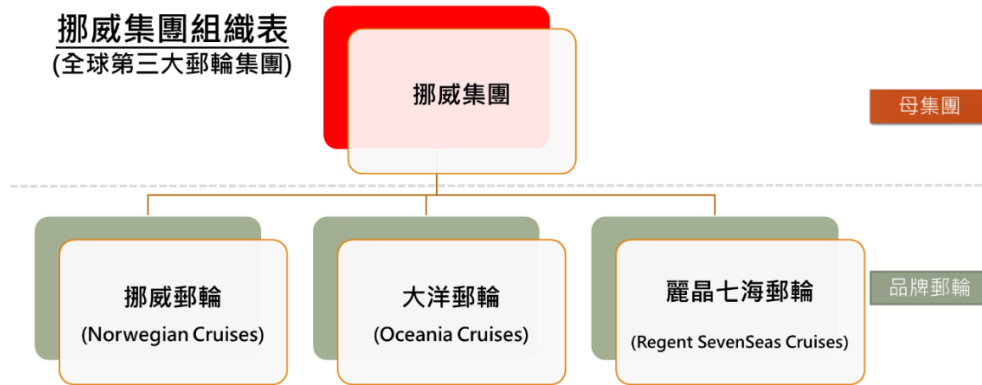 挪威集團組織表
(全球第三大郵輪集團)
挪威集團
母集團
挪威郵輪
(Norwegian Cruises)
大洋郵輪
(Oceania Cruises)
麗晶七海郵輪
(Regent SevenSeas Cruises)
品牌郵輪